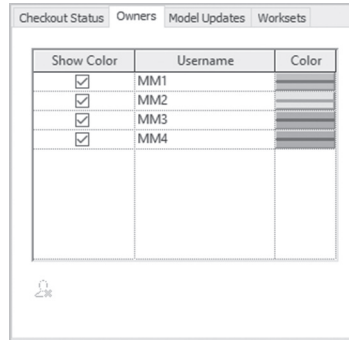 Checkout Status Owners Model Updates Worksets
Show Color Username Color
MM1
MM2
MM3
MM4